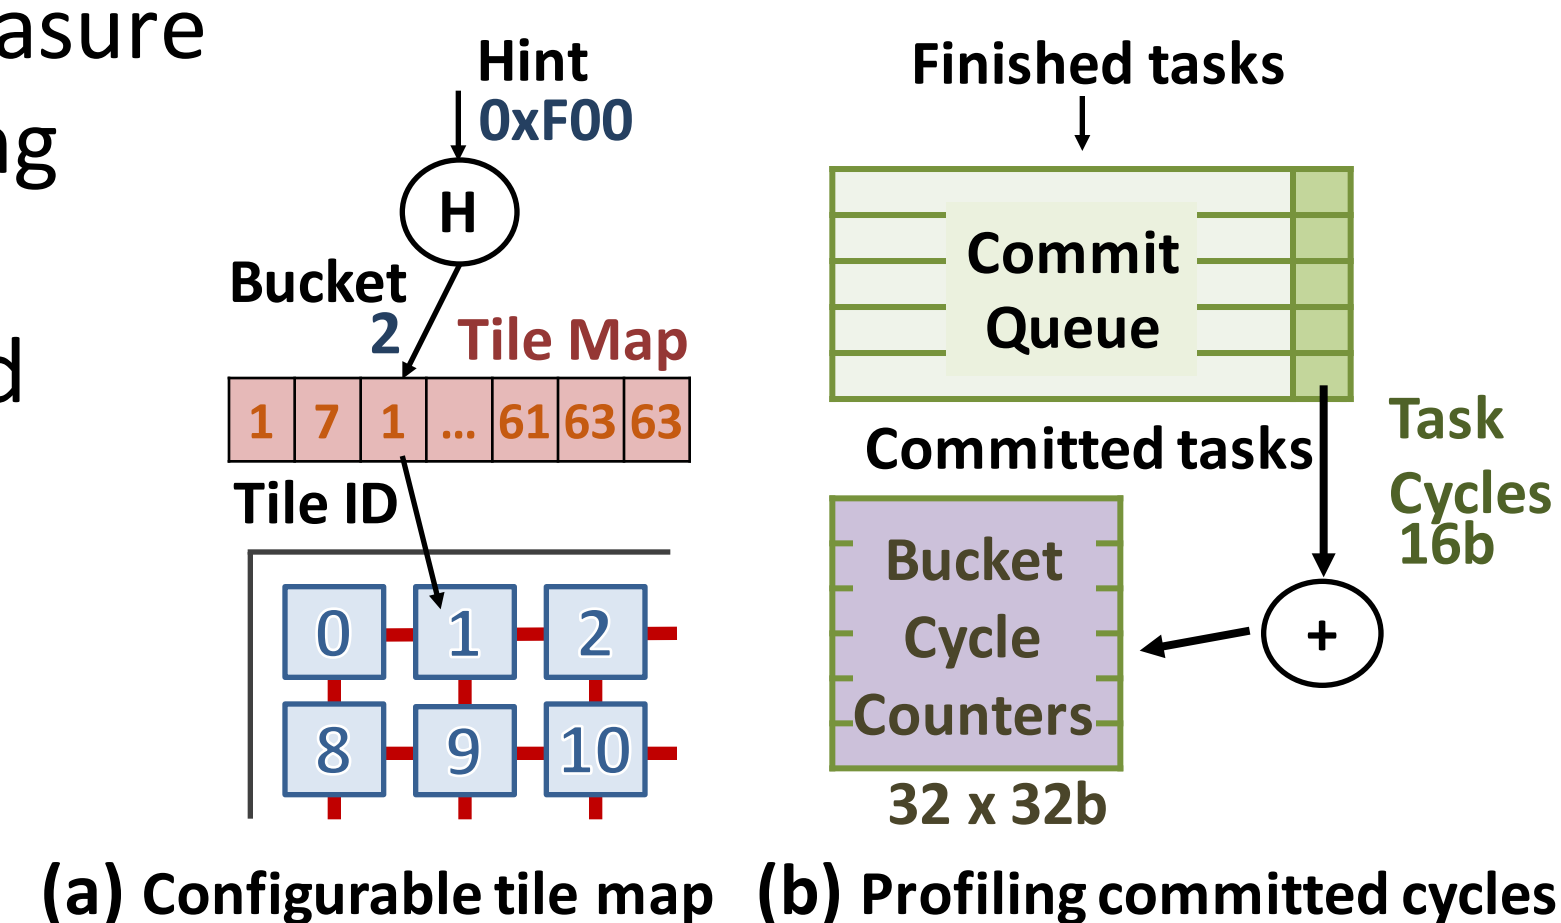 asure
ng
d
Hint
0xF00
H
Bucket
2
Tile Map
1 7 1 ... 61 63 63
Tile ID
0 1 2
8 9 10
(a) Configurable tile map
Finished tasks
Commit
Queue
Committed tasks
Task
Cycles
16b
+
Bucket
Cycle
Counters
32 x 32b
(b) Profiling committed cycles